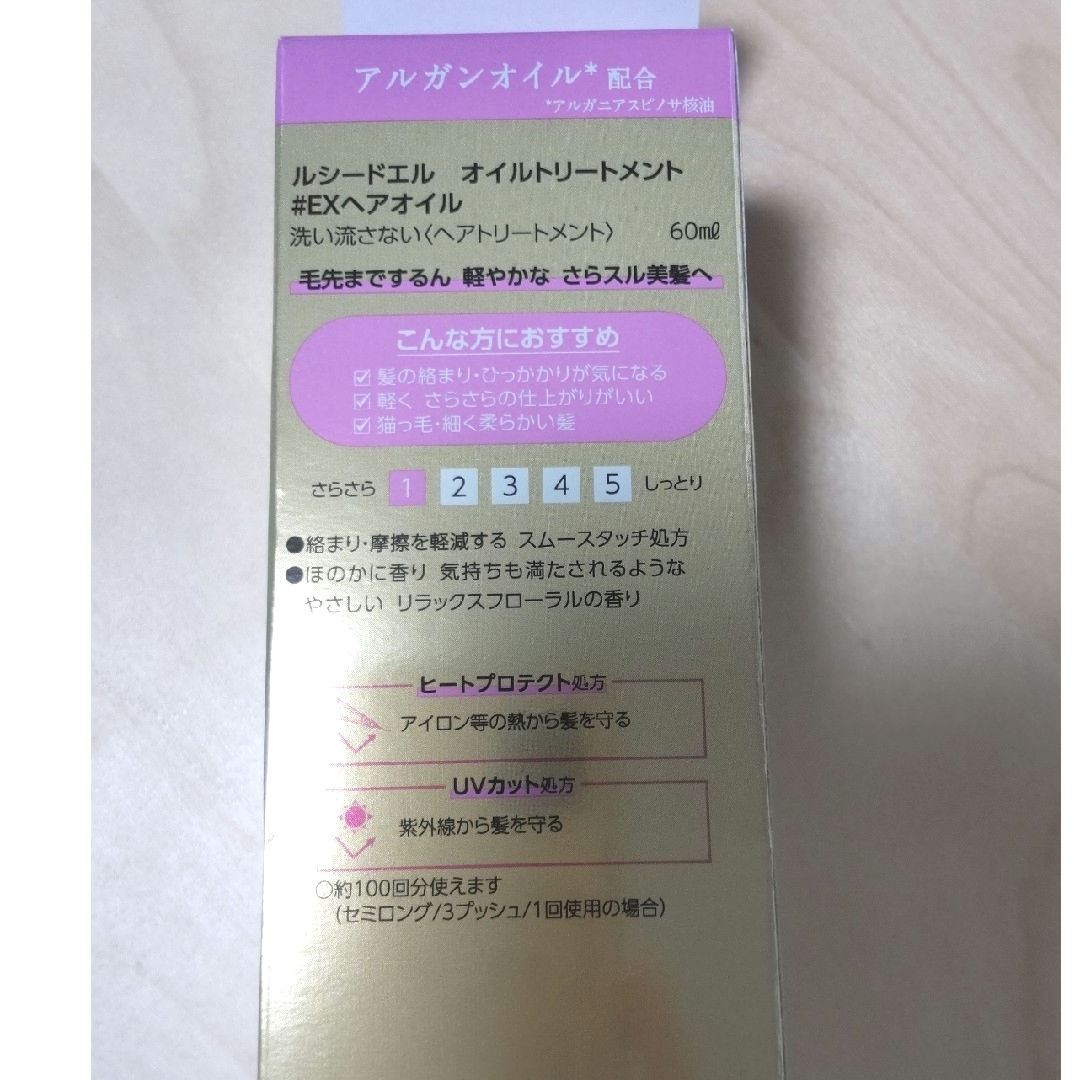 アルガンオイル* 配合
*アルガニアスピノサ核油
ルシードエル オイルトリートメント
#EXヘアオイル
洗い流さない〈ヘアトリートメント〉 60ml
毛先までするん 軽やかな さらスル美髪へ
こんな方におすすめ
☑髪の絡まり・ひっかかりが気になる
☑軽く さらさらの仕上がりがいい
☑猫っ毛・細く柔らかい髪
さらさら 1 2 3 4 5 しっとり
●絡まり・摩擦を軽減する スムースタッチ処方
●ほのかに香り 気持ちも満たされるような
やさしい リラックスフローラルの香り
ヒートプロテクト処方
アイロン等の熱から髪を守る
UVカット処方
紫外線から髪を守る
○約100回分使えます
(セミロング/3プッシュ/1回使用の場合)